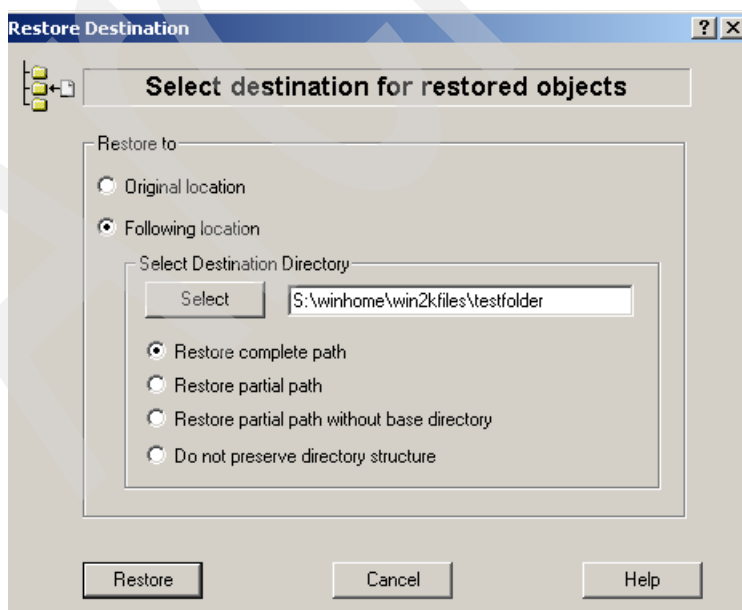 Restore Destination
Select destination for restored objects
Restore to
Original location
Following location
Select Destination Directory
Select S:\winhome\win2kfiles\testfolder
Restore complete path
Restore partial path
Restore partial path without base directory
Do not preserve directory structure
Restore Cancel Help